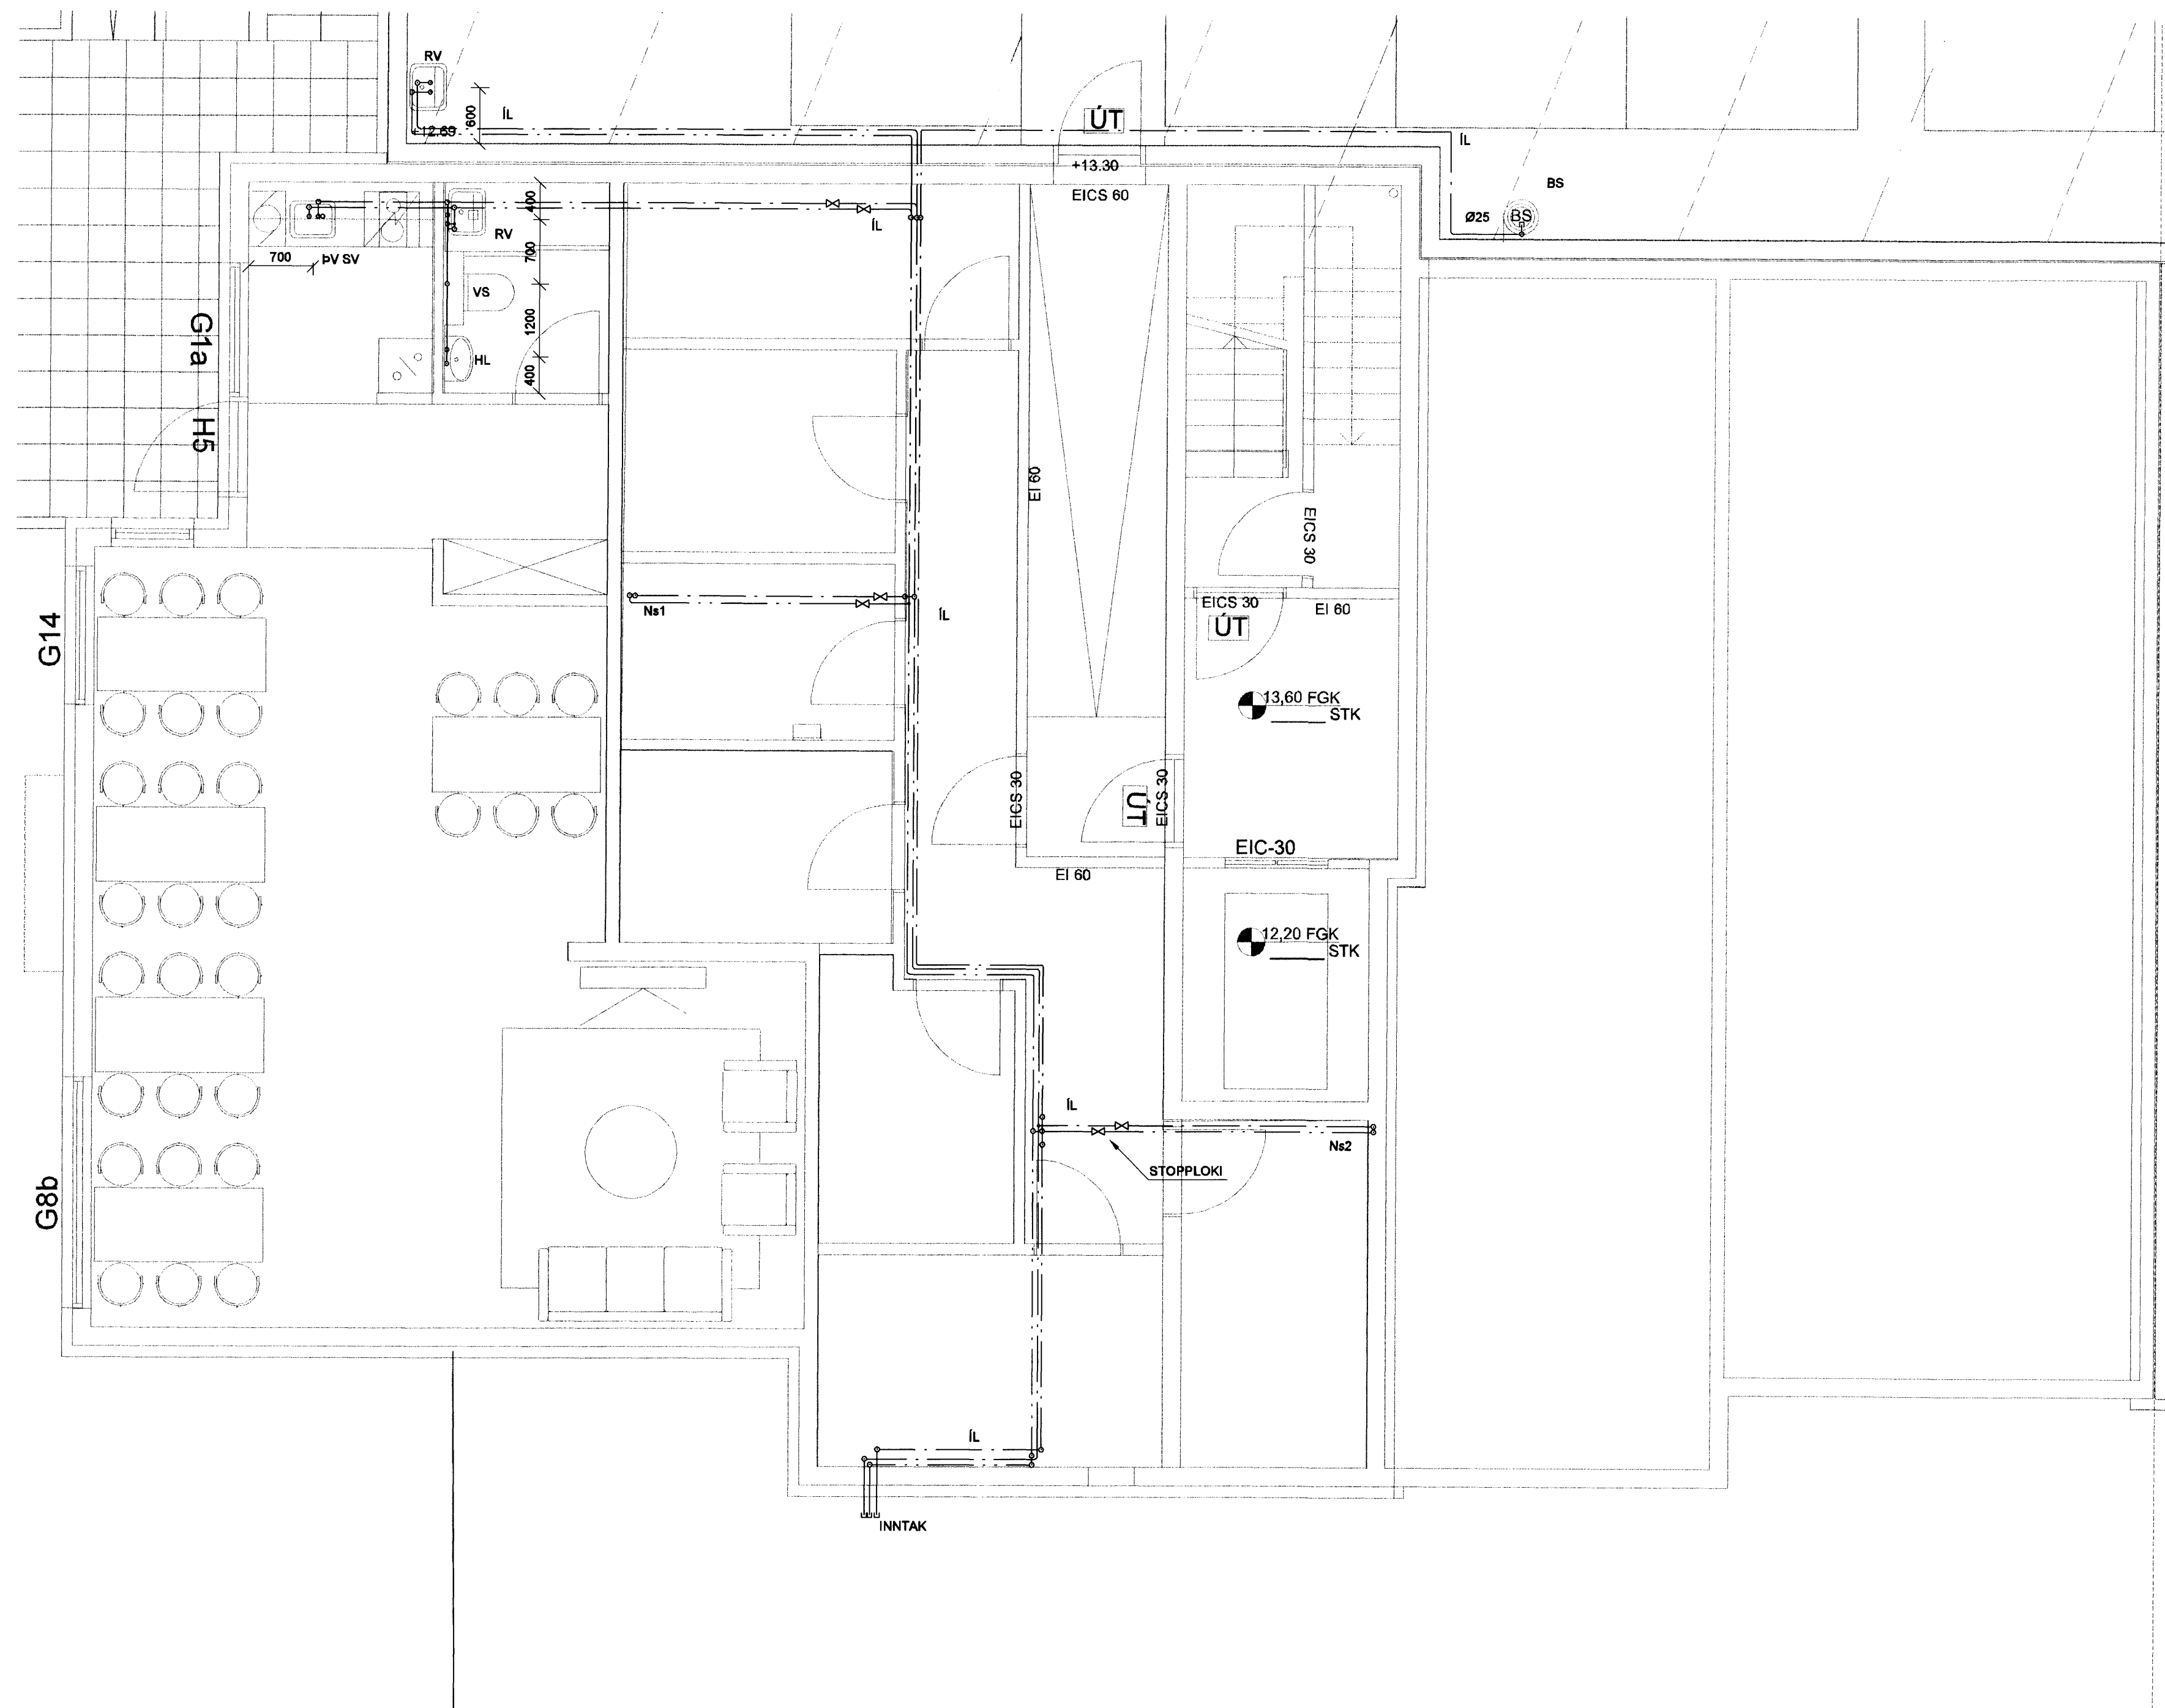 RV
+12,69
600
ÍL
ÚT
+13.30
EICS 60
ÍL
BS
Ø25
BS
400
RV
ÍL
700
700
ÞV SV
VS
1200
HL
400
G1a
H5
EI 60
EICS 30
Ns1
ÍL
EICS 30
EI 60
ÚT
G14
13,60 FGK
STK
EICS 30
ÚT
EICS 30
EIC-30
EI 60
12,20 FGK
STK
ÍL
Ns2
STOPPLOKI
G8b
ÍL
INNTAK